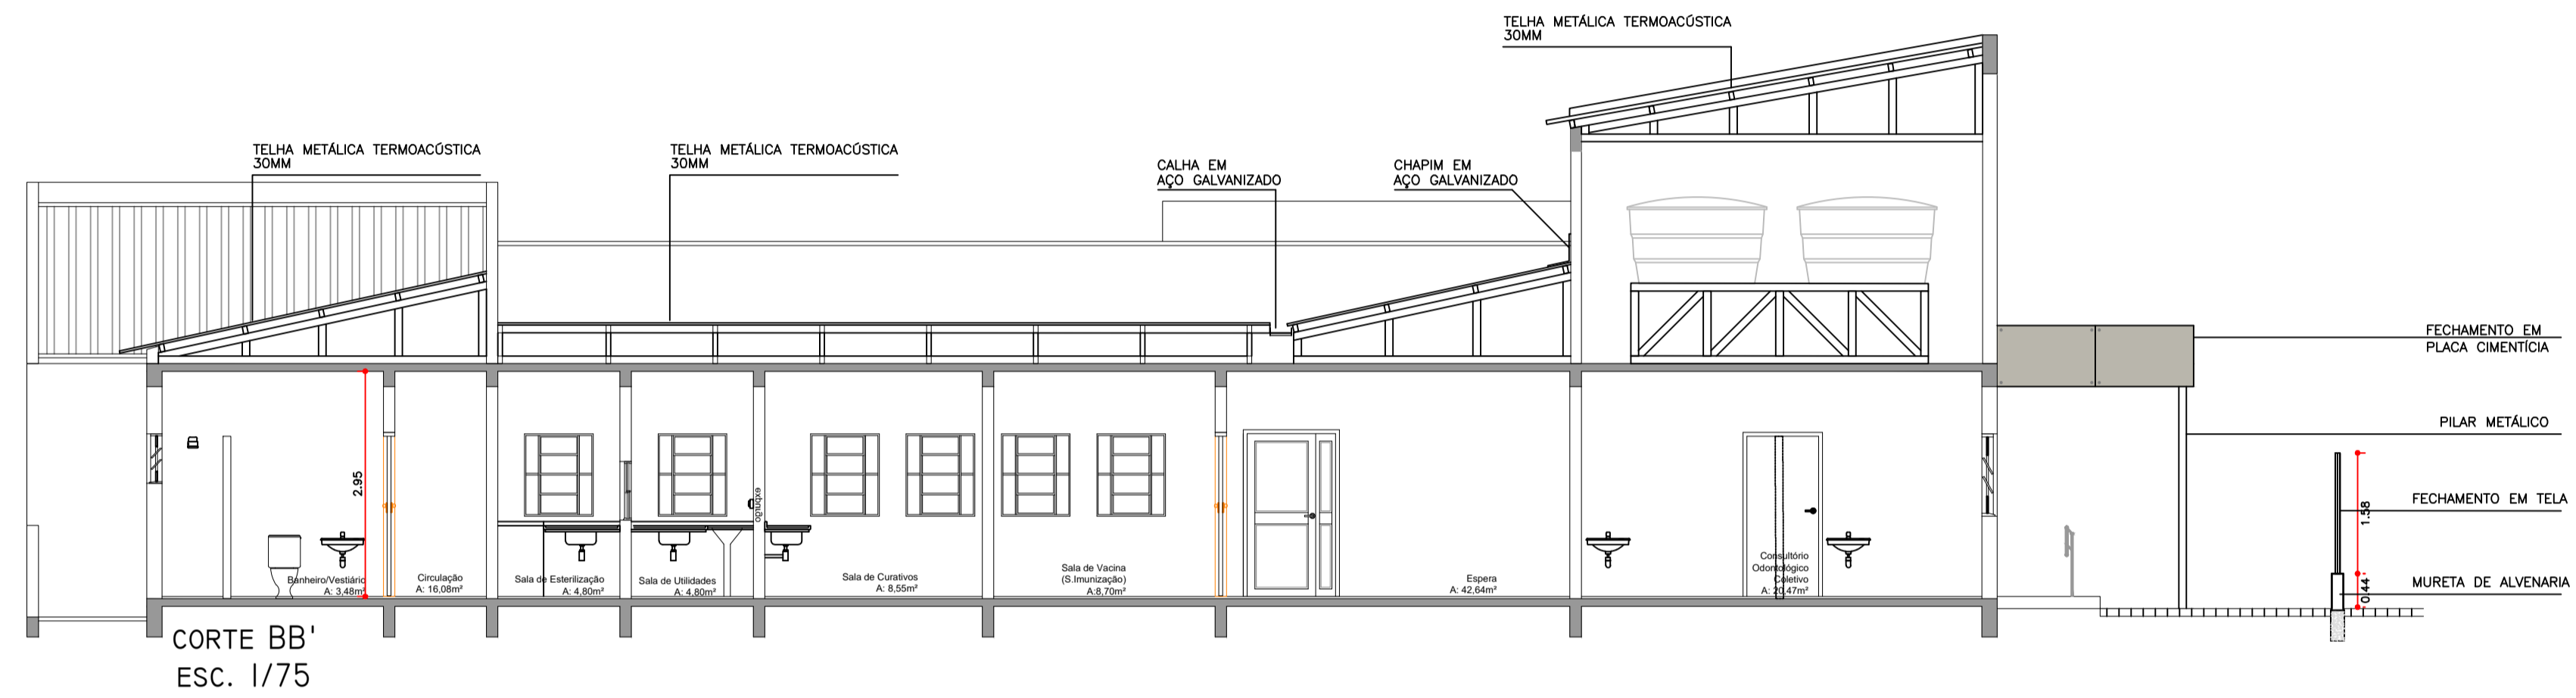 TELHA METÁLICA TERMOACÚSTICA
30MM
TELHA METÁLICA TERMOACÚSTICA
30MM
TELHA METÁLICA TERMOACÚSTICA
30MM
CALHA EM
AÇO GALVANIZADO
CHAPIM EM
AÇO GALVANIZADO
FECHAMENTO EM
PLACA CIMENTÍCIA
PILAR METÁLICO
FECHAMENTO EM TELA
MURETA DE ALVENARIA
2.95
1.58
0.44
Banheiro/Vestiário
A: 3,48m²
Circulação
A: 16,08m²
Sala de Esterilização
A: 4,80m²
Sala de Utilidades
A: 4,80m²
Sala de Curativos
A: 8,55m²
Sala de Vacina
(S.Imunização)
A:8,70m²
Espera
A: 42,64m²
Consultório
Odontológico
Coletivo
A: 20,47m²
CORTE BB'
ESC. 1/75